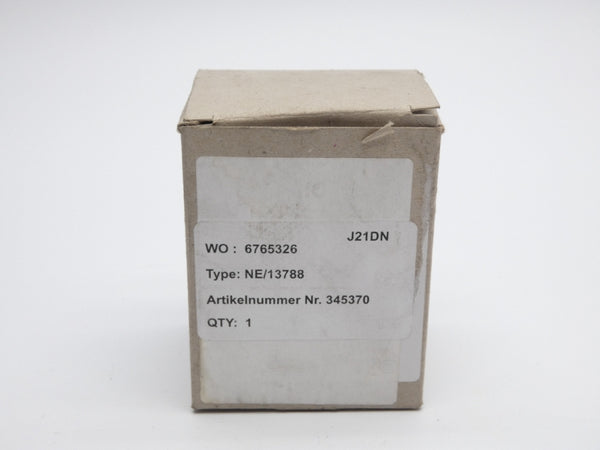 J21DN
WO : 6765326
Type: NE/13788
Artikelnummer Nr. 345370
QTY: 1